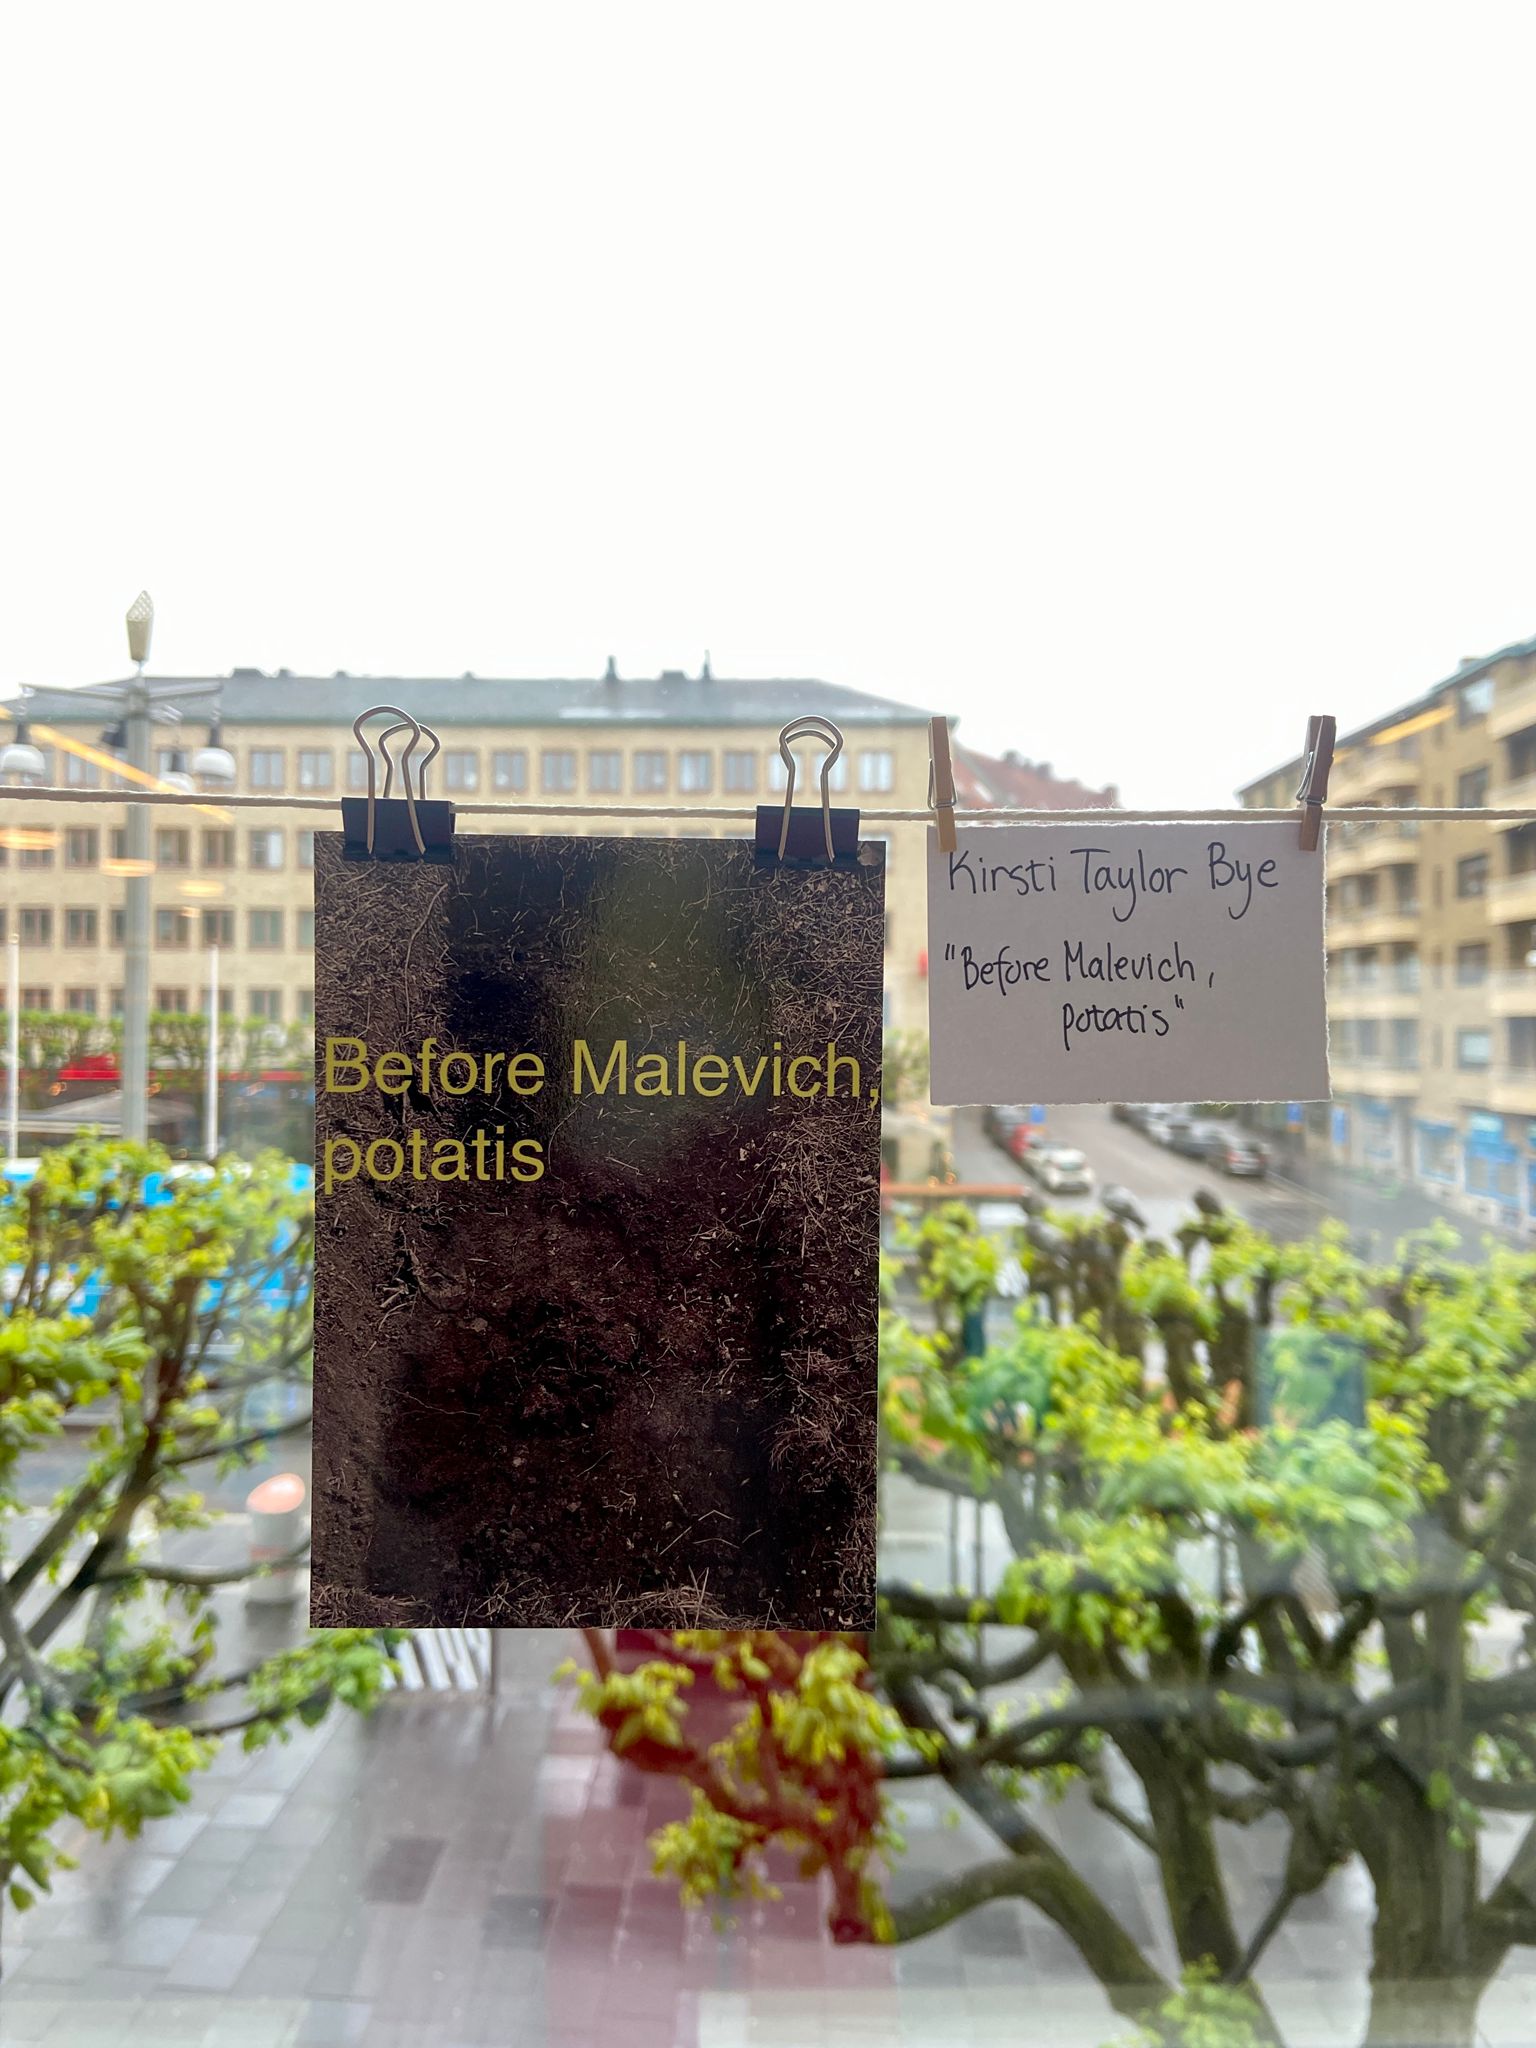 Before Malevich,
potatis
Kirsti Taylor Bye
"Before Malevich,
potatis"